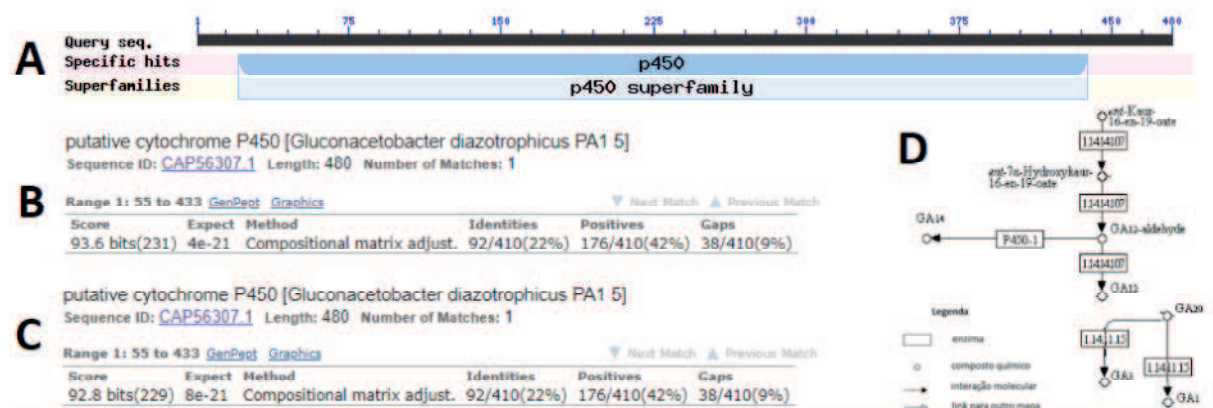 A
1 75 150 225 300 375 450 480
Query seq.
Specific hits
p450
Superfamilies
p450 superfamily
B
putative cytochrome P450 [Gluconacetobacter diazotrophicus PA1 5]
Sequence ID: CAP56307.1 Length: 480 Number of Matches: 1
Range 1: 55 to 433 GenPept Graphics
Next Match Previous Match
Score Expect Method Identities Positives Gaps
93.6 bits(231) 4e-21 Compositional matrix adjust. 92/410(22%) 176/410(42%) 38/410(9%)
C
putative cytochrome P450 [Gluconacetobacter diazotrophicus PA1 5]
Sequence ID: CAP56307.1 Length: 480 Number of Matches: 1
Range 1: 55 to 433 GenPept Graphics
Next Match Previous Match
Score Expect Method Identities Positives Gaps
92.8 bits(229) 8e-21 Compositional matrix adjust. 92/410(22%) 176/410(42%) 38/410(9%)
D
ent-Kaur-
16-en-19-oate
1.14.14.107
ent-7α-Hydroxykaur-
16-en-19-oate
1.14.14.107
GA14
P450-1
GA12-aldehyde
1.14.14.107
GA12
Legenda
enzima
composto químico
interação molecular
link para outro mapa
GA20
1.14.11.15
GA1